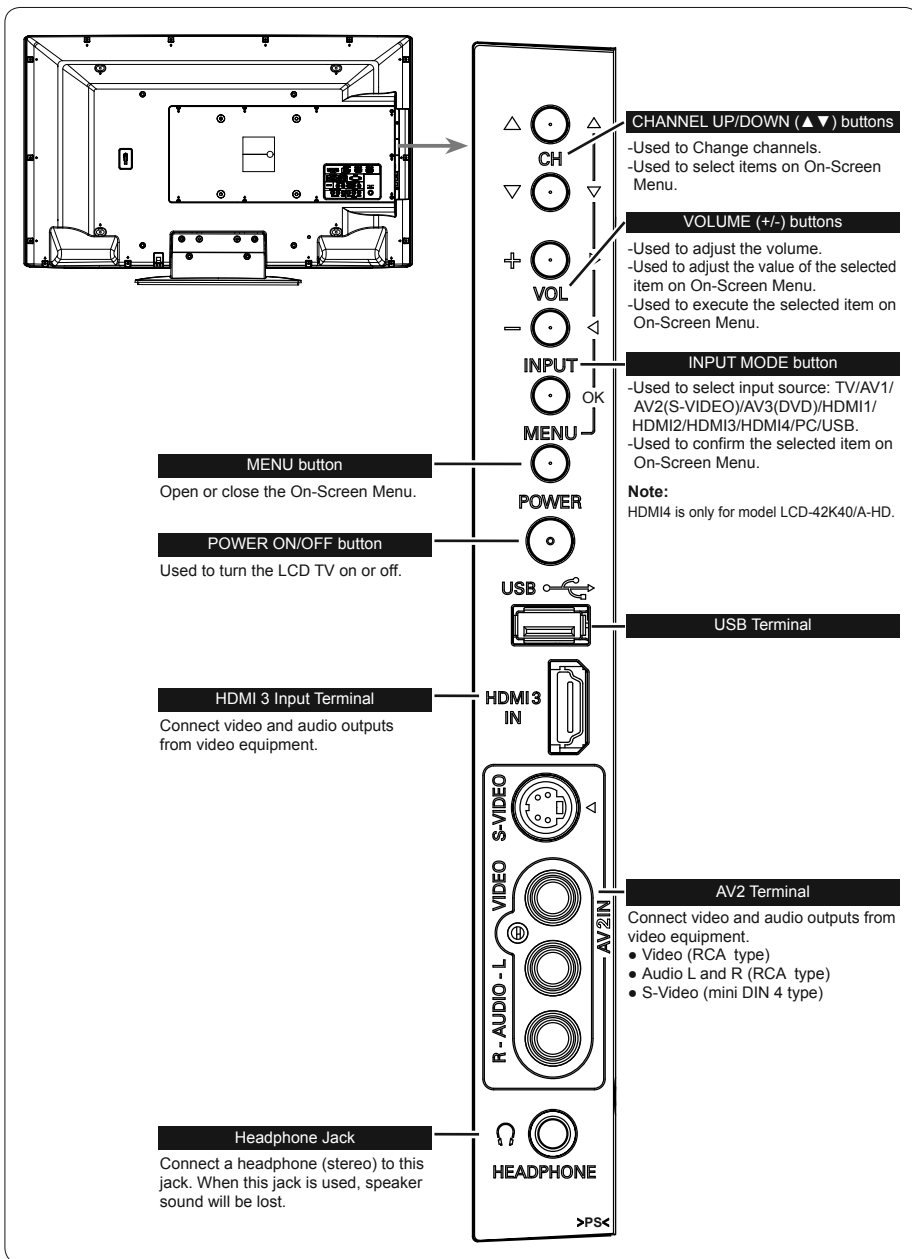 CH
VOL
INPUT
OK
MENU
POWER
USB
HDMI 3
IN
S-VIDEO
VIDEO
R - AUDIO - L
AV2IN
HEADPHONE
>PS<
CHANNEL UP/DOWN (▲▼) buttons
-Used to Change channels.
-Used to select items on On-Screen
Menu.
VOLUME (+/-) buttons
-Used to adjust the volume.
-Used to adjust the value of the selected
item on On-Screen Menu.
-Used to execute the selected item on
On-Screen Menu.
INPUT MODE button
-Used to select input source: TV/AV1/
AV2(S-VIDEO)/AV3(DVD)/HDMI1/
HDMI2/HDMI3/HDMI4/PC/USB.
-Used to confirm the selected item on
On-Screen Menu.
Note:
HDMI4 is only for model LCD-42K40/A-HD.
MENU button
Open or close the On-Screen Menu.
POWER ON/OFF button
Used to turn the LCD TV on or off.
USB Terminal
HDMI 3 Input Terminal
Connect video and audio outputs
from video equipment.
AV2 Terminal
Connect video and audio outputs from
video equipment.
● Video (RCA type)
● Audio L and R (RCA type)
● S-Video (mini DIN 4 type)
Headphone Jack
Connect a headphone (stereo) to this
jack. When this jack is used, speaker
sound will be lost.